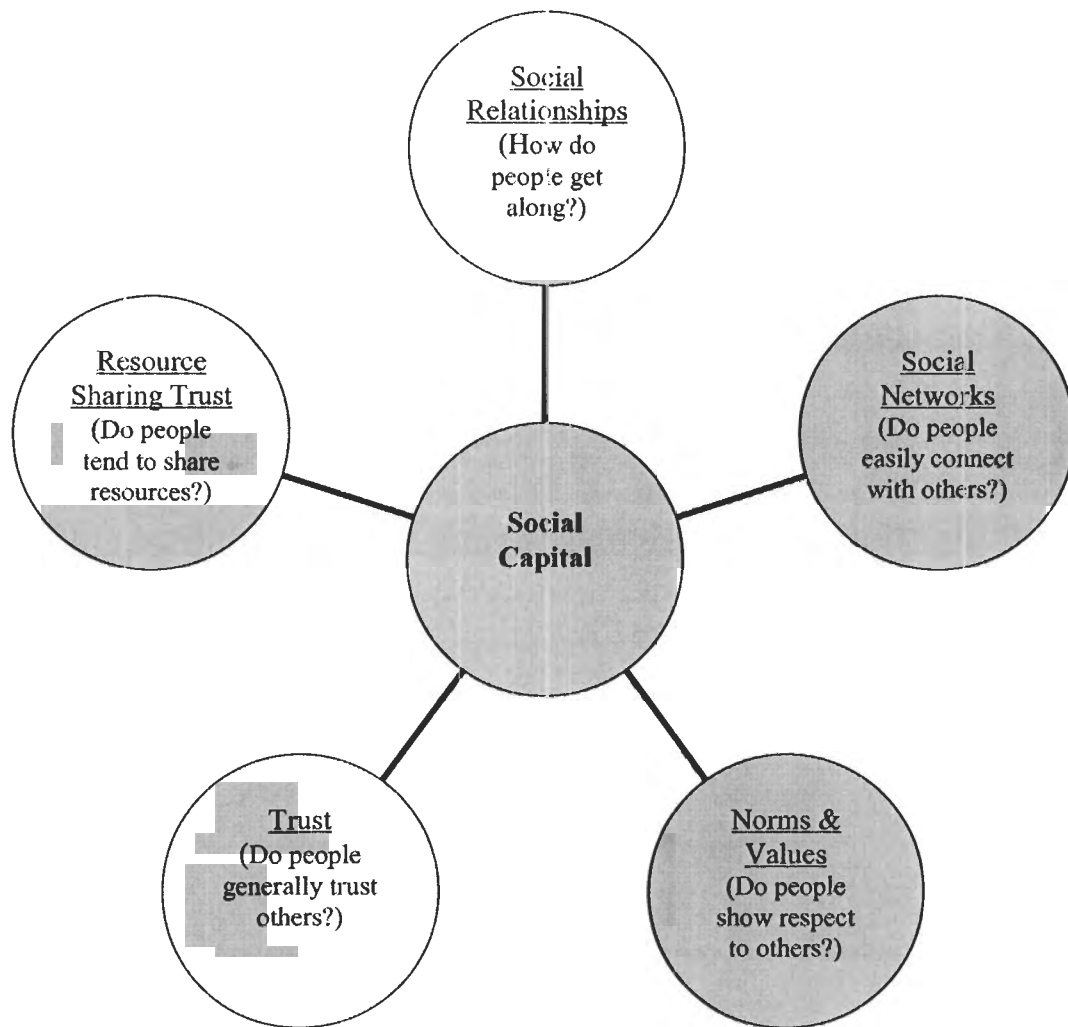 Social
Relationships
(How do
people get
along?)
Resource
Sharing Trust
(Do people
tend to share
resources?)
Social
Networks
(Do people
easily connect
with others?)
Social
Capital
Trust
(Do people
generally trust
others?)
Norms &
Values
(Do people
show respect
to others?)